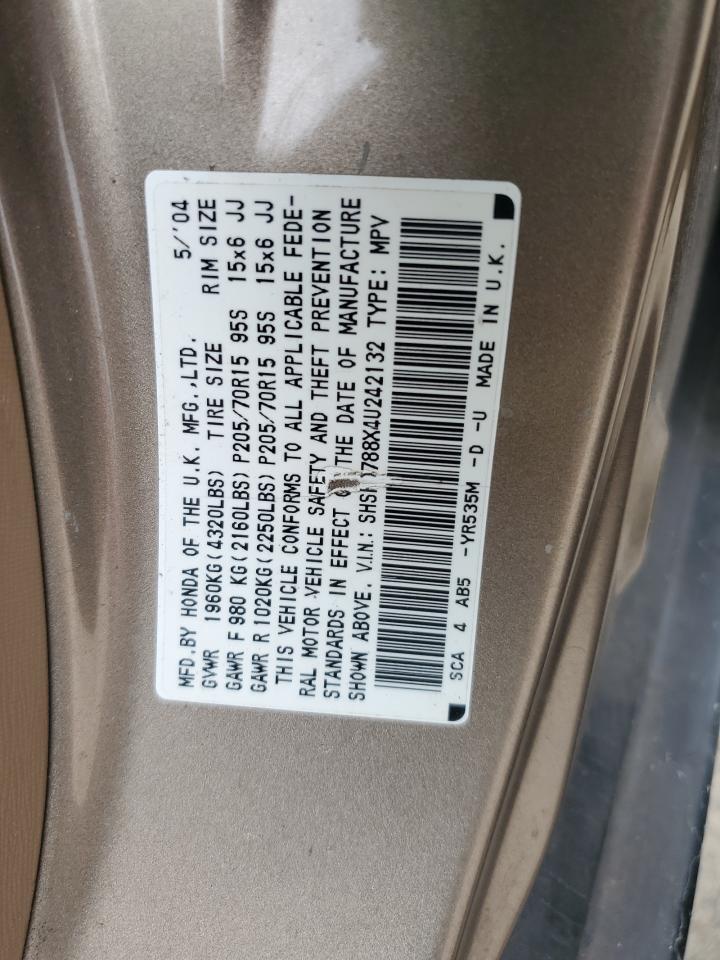 MFD. BY HONDA OF THE U.K. MFG.,LTD. 5/'04
GVWR 1960KG(4320LBS) TIRE SIZE RIM SIZE
GAWR F 980 KG(2160LBS) P205/70R15 95S 15x6 JJ
GAWR R 1020KG(2250LBS) P205/70R15 95S 15x6 JJ
THIS VEHICLE CONFORMS TO ALL APPLICABLE FEDE-
RAL MOTOR VEHICLE SAFETY AND THEFT PREVENTION
STANDARDS IN EFFECT THE DATE OF MANUFACTURE
SHOWN ABOVE. V.I.N.: TYPE: MPV
SCA 4 AB5 -YR535M -D -U MADE IN U.K.